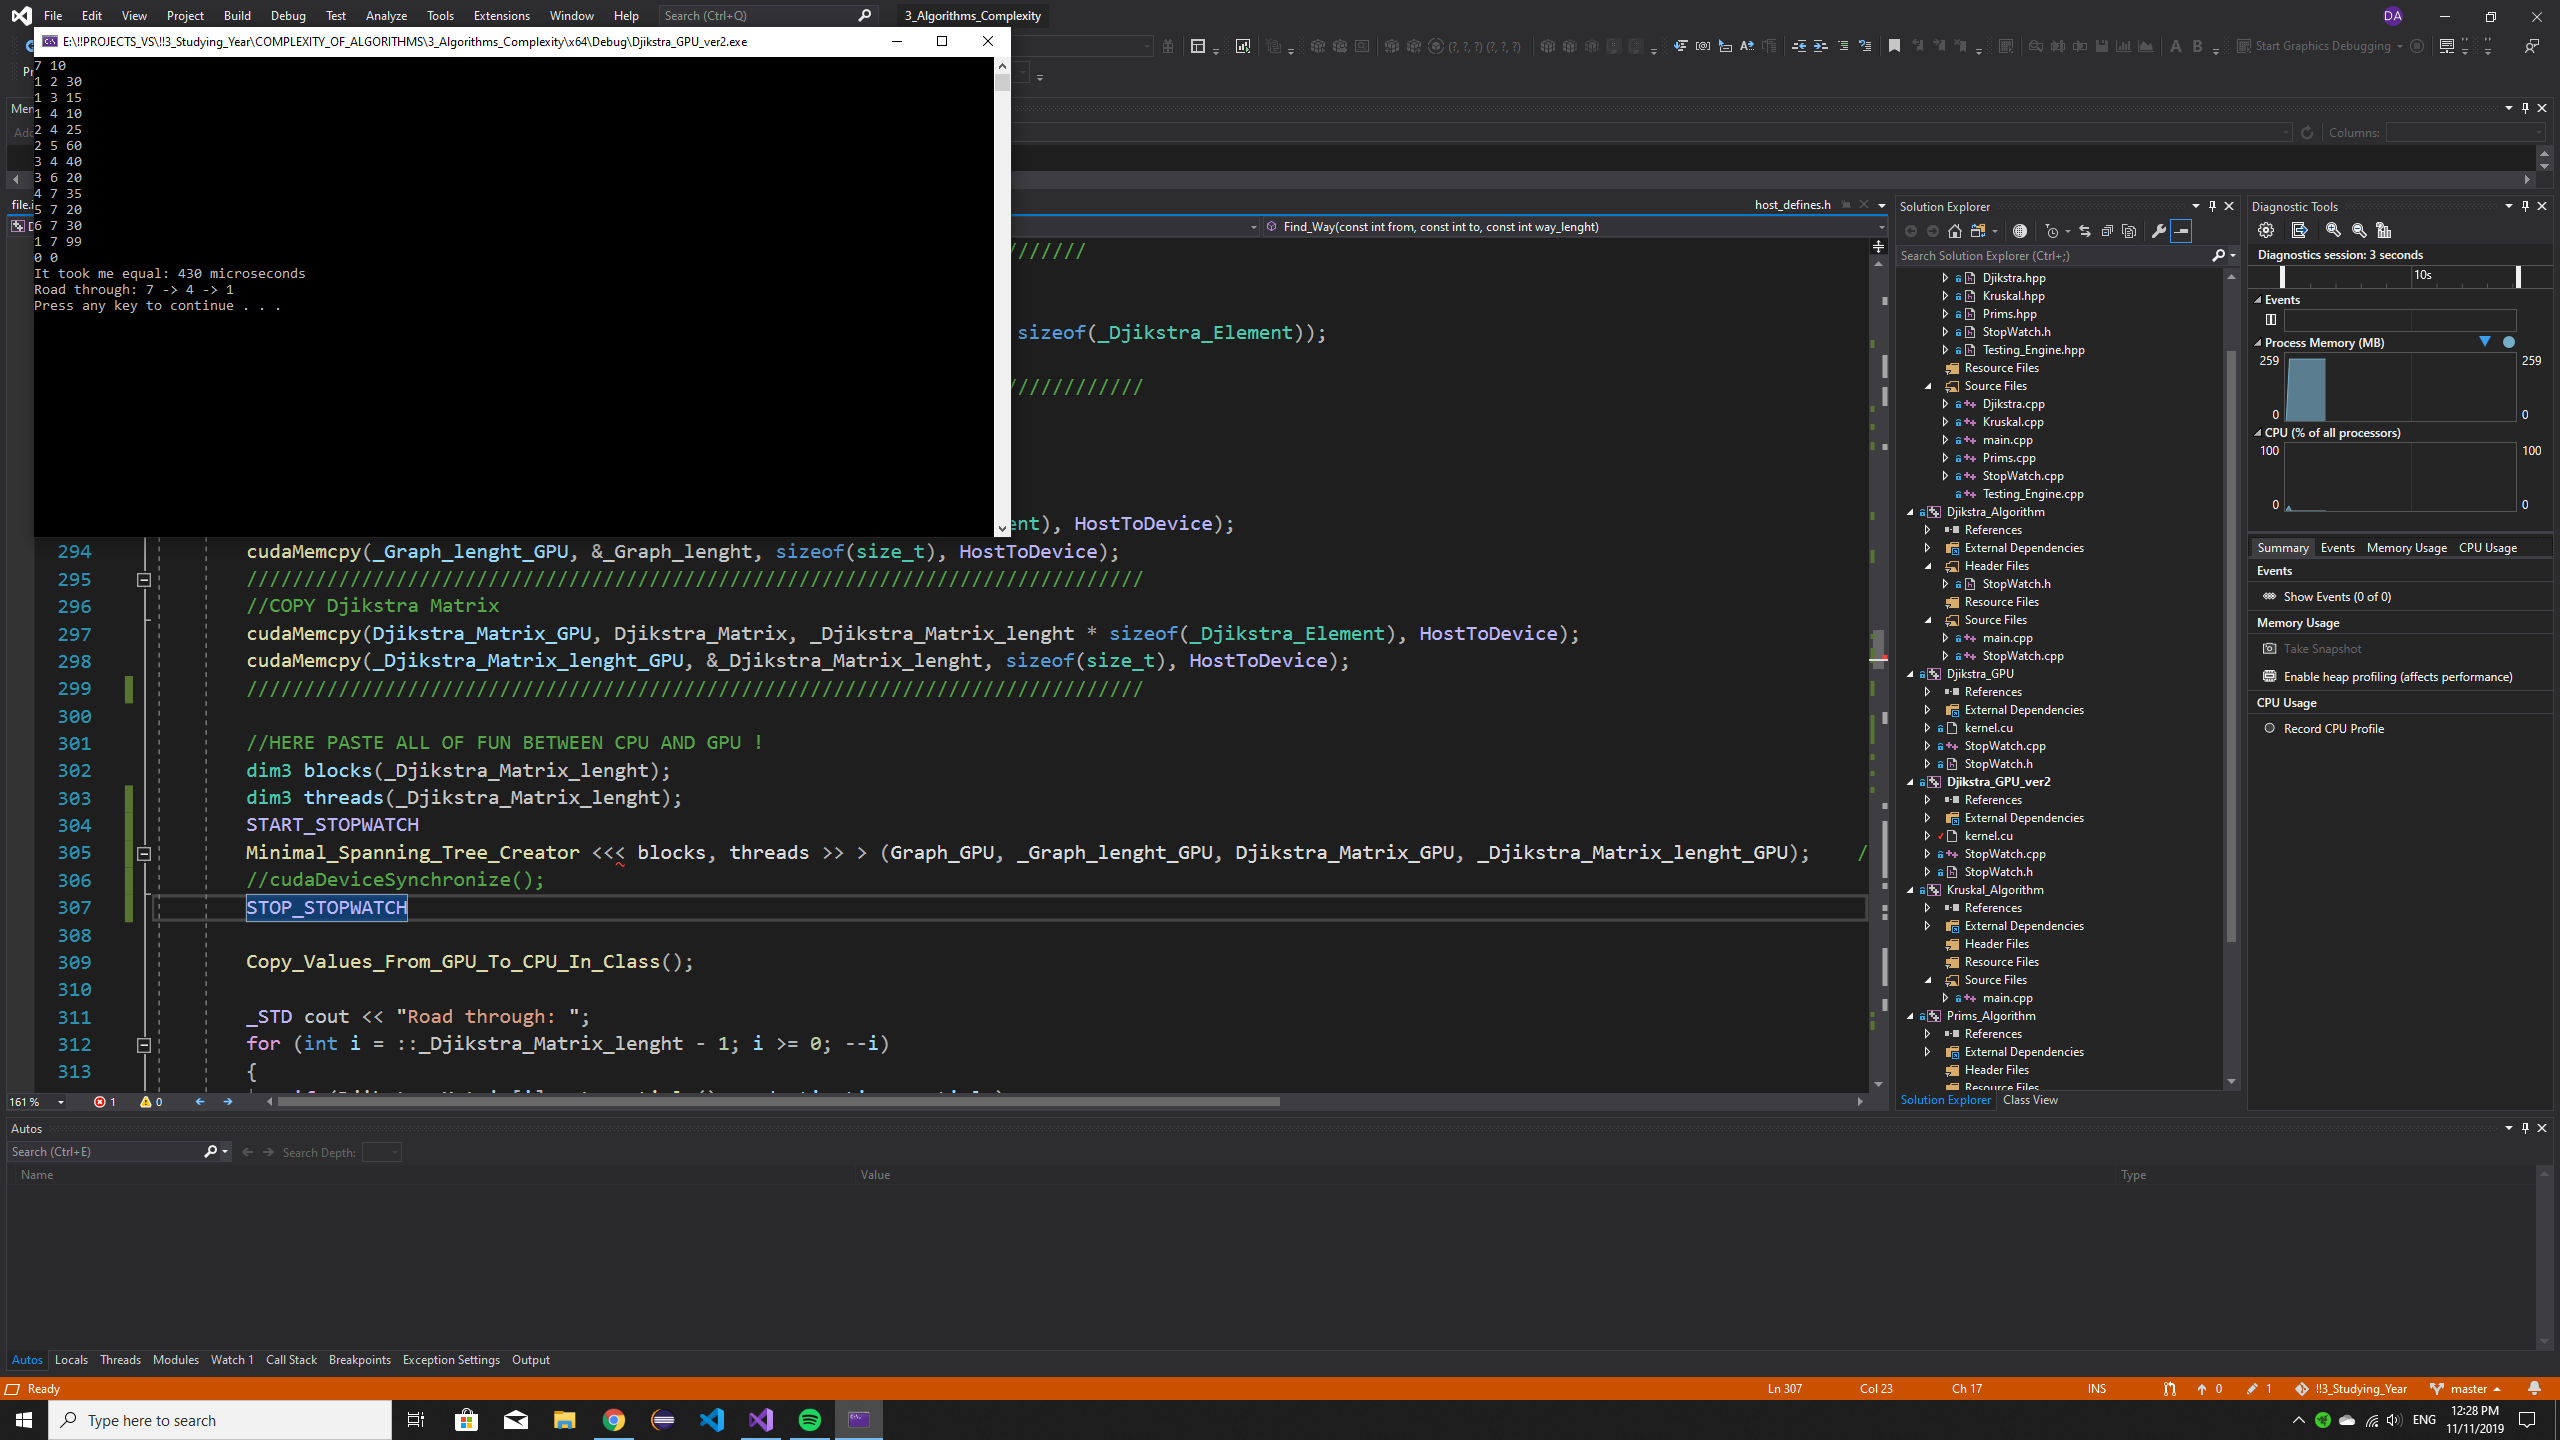 File Edit View Project Build Debug Test Analyze Tools Extensions Window Help Search (Ctrl+Q) 3_Algorithms_Complexity DA
E:\!!PROJECTS_VS\!!3_Studying_Year\COMPLEXITY_OF_ALGORITHMS\3_Algorithms_Complexity\x64\Debug\Djikstra_GPU_ver2.exe
Start Graphics Debugging
7 10
1 2 30
1 3 15
1 4 10
2 4 25
2 5 60
3 4 40
3 6 20
4 7 35
5 7 20
6 7 30
1 7 99
0 0
It took me equal: 430 microseconds
Road through: 7 -> 4 -> 1
Press any key to continue . . .
Columns:
host_defines.h
Find_Way(const int from, const int to, const int way_lenght)
///////
sizeof(_Djikstra_Element));
////////////
ent), HostToDevice);
294 cudaMemcpy(_Graph_lenght_GPU, &_Graph_lenght, sizeof(size_t), HostToDevice);
295 //////////////////////////////////////////////////////////////////////////////
296 //COPY Djikstra Matrix
297 cudaMemcpy(Djikstra_Matrix_GPU, Djikstra_Matrix, _Djikstra_Matrix_lenght * sizeof(_Djikstra_Element), HostToDevice);
298 cudaMemcpy(_Djikstra_Matrix_lenght_GPU, &_Djikstra_Matrix_lenght, sizeof(size_t), HostToDevice);
299 //////////////////////////////////////////////////////////////////////////////
300
301 //HERE PASTE ALL OF FUN BETWEEN CPU AND GPU !
302 dim3 blocks(_Djikstra_Matrix_lenght);
303 dim3 threads(_Djikstra_Matrix_lenght);
304 START_STOPWATCH
305 Minimal_Spanning_Tree_Creator <<< blocks, threads >> > (Graph_GPU, _Graph_lenght_GPU, Djikstra_Matrix_GPU, _Djikstra_Matrix_lenght_GPU); /
306 //cudaDeviceSynchronize();
307 STOP_STOPWATCH
308
309 Copy_Values_From_GPU_To_CPU_In_Class();
310
311 _STD cout << "Road through: ";
312 for (int i = ::_Djikstra_Matrix_lenght - 1; i >= 0; --i)
313 {
161 % 1 0
Solution Explorer
Search Solution Explorer (Ctrl+;)
Djikstra.hpp
Kruskal.hpp
Prims.hpp
StopWatch.h
Testing_Engine.hpp
Resource Files
Source Files
Djikstra.cpp
Kruskal.cpp
main.cpp
Prims.cpp
StopWatch.cpp
Testing_Engine.cpp
Djikstra_Algorithm
References
External Dependencies
Header Files
StopWatch.h
Resource Files
Source Files
main.cpp
StopWatch.cpp
Djikstra_GPU
References
External Dependencies
kernel.cu
StopWatch.cpp
StopWatch.h
Djikstra_GPU_ver2
References
External Dependencies
kernel.cu
StopWatch.cpp
StopWatch.h
Kruskal_Algorithm
References
External Dependencies
Header Files
Resource Files
Source Files
main.cpp
Prims_Algorithm
References
External Dependencies
Header Files
Resource Files
Solution Explorer Class View
Diagnostic Tools
Diagnostics session: 3 seconds
10s
Events
Process Memory (MB)
259 259
0 0
CPU (% of all processors)
100 100
0 0
Summary Events Memory Usage CPU Usage
Events
Show Events (0 of 0)
Memory Usage
Take Snapshot
Enable heap profiling (affects performance)
CPU Usage
Record CPU Profile
Autos
Search (Ctrl+E) Search Depth:
Name Value Type
Autos Locals Threads Modules Watch 1 Call Stack Breakpoints Exception Settings Output
Ready Ln 307 Col 23 Ch 17 INS 0 1 !!3_Studying_Year master
Type here to search
ENG 12:28 PM
11/11/2019